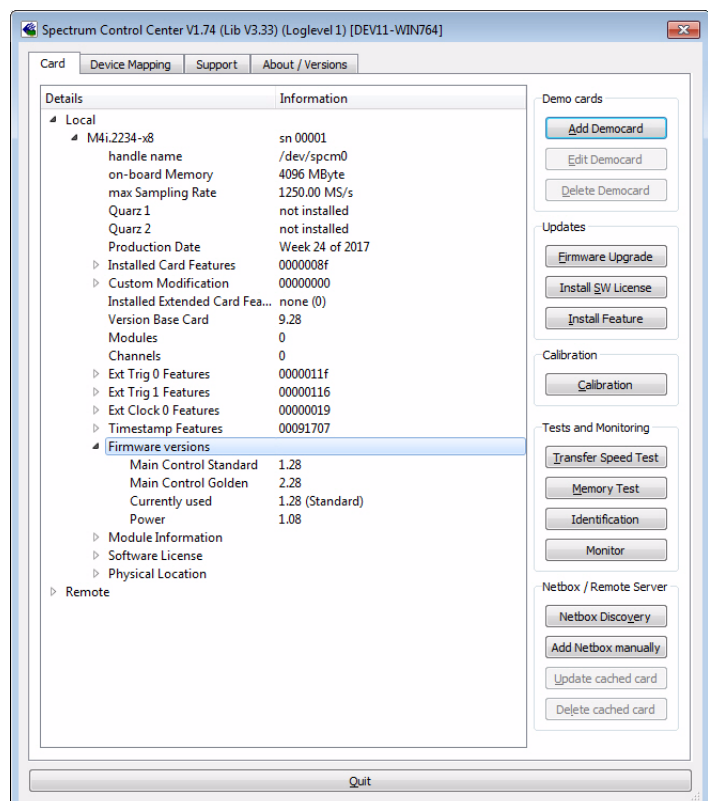 Spectrum Control Center V1.74 (Lib V3.33) (Loglevel 1) [DEV11-WIN764]
Card Device Mapping Support About / Versions
Details Information
Local
M4i.2234-x8 sn 00001
handle name /dev/spcm0
on-board Memory 4096 MByte
max Sampling Rate 1250.00 MS/s
Quarz 1 not installed
Quarz 2 not installed
Production Date Week 24 of 2017
Installed Card Features 0000008f
Custom Modification 00000000
Installed Extended Card Fea... none (0)
Version Base Card 9.28
Modules 0
Channels 0
Ext Trig 0 Features 0000011f
Ext Trig 1 Features 00000116
Ext Clock 0 Features 00000019
Timestamp Features 00091707
Firmware versions
Main Control Standard 1.28
Main Control Golden 2.28
Currently used 1.28 (Standard)
Power 1.08
Module Information
Software License
Physical Location
Remote
Demo cards
Add Democard
Edit Democard
Delete Democard
Updates
Firmware Upgrade
Install SW License
Install Feature
Calibration
Calibration
Tests and Monitoring
Transfer Speed Test
Memory Test
Identification
Monitor
Netbox / Remote Server
Netbox Discovery
Add Netbox manually
Update cached card
Delete cached card
Quit